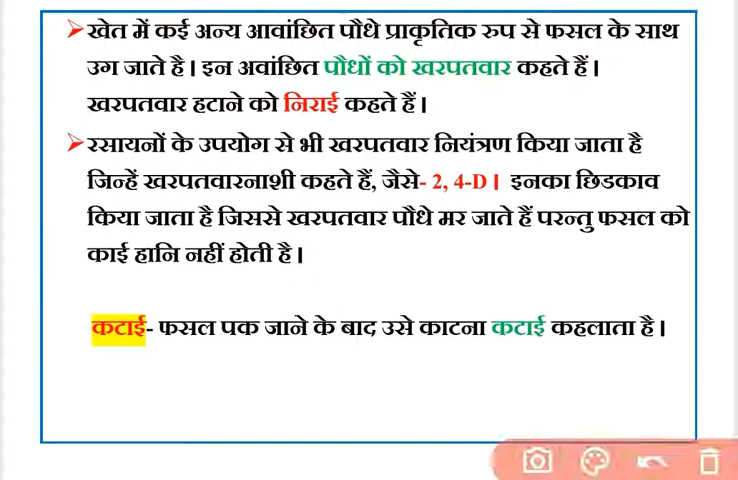 खेत में कई अन्य आवांछित पौधे प्राकृतिक रुप से फसल के साथ
उग जाते है। इन अवांछित पौधों को खरपतवार कहते हैं।
खरपतवार हटाने को निराई कहते हैं।
रसायनों के उपयोग से भी खरपतवार नियंत्रण किया जाता है
जिन्हें खरपतवारनाशी कहते हैं, जैसे- 2, 4-D। इनका छिडकाव
किया जाता है जिससे खरपतवार पौधे मर जाते हैं परन्तु फसल को
काई हानि नहीं होती है।
कटाई- फसल पक जाने के बाद उसे काटना कटाई कहलाता है।